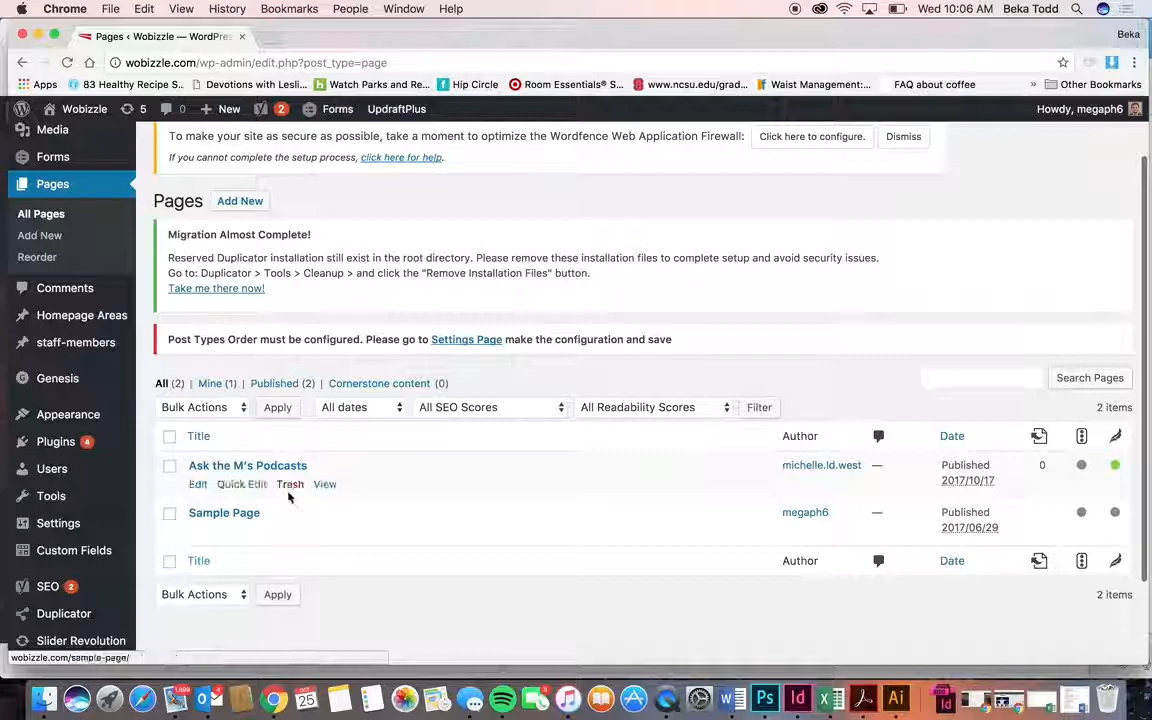 Chrome File Edit View History Bookmarks People Window Help Wed 10:06 AM Beka Todd
Pages ‹ Wobizzle — WordPres Beka
wobizzle.com/wp-admin/edit.php?post_type=page
Apps 83 Healthy Recipe S... Devotions with Lesli... Watch Parks and Re... Hip Circle Room Essentials® S... www.ncsu/grad... Waist Management... FAQ about coffee » Other Bookmarks
Wobizzle 5 0 New 2 Forms UpdraftPlus Howdy, megaph6
Media
Forms
Pages
All Pages
Add New
Reorder
Comments
Homepage Areas
staff-members
Genesis
Appearance
Plugins 4
Users
Tools
Settings
Custom Fields
SEO 2
Duplicator
Slider Revolution
wobizzle.com/sample-page/
To make your site as secure as possible, take a moment to optimize the Wordfence Web Application Firewall: Click here to configure. Dismiss
If you cannot complete the setup process, click here for help.
Pages Add New
Migration Almost Complete!
Reserved Duplicator installation still exist in the root directory. Please remove these installation files to complete setup and avoid security issues.
Go to: Duplicator > Tools > Cleanup > and click the "Remove Installation Files" button.
Take me there now!
Post Types Order must be configured. Please go to Settings Page make the configuration and save
All (2) | Mine (1) | Published (2) | Cornerstone content (0) Search Pages
Bulk Actions Apply All dates All SEO Scores All Readability Scores Filter 2 items
Title Author Date
Ask the M's Podcasts michelle.ld.west — Published 0
Edit Quick Edit Trash View 2017/10/17
Sample Page megaph6 — Published
2017/06/29
Title Author Date
Bulk Actions Apply 2 items
OCT
25
Ps Id Ai